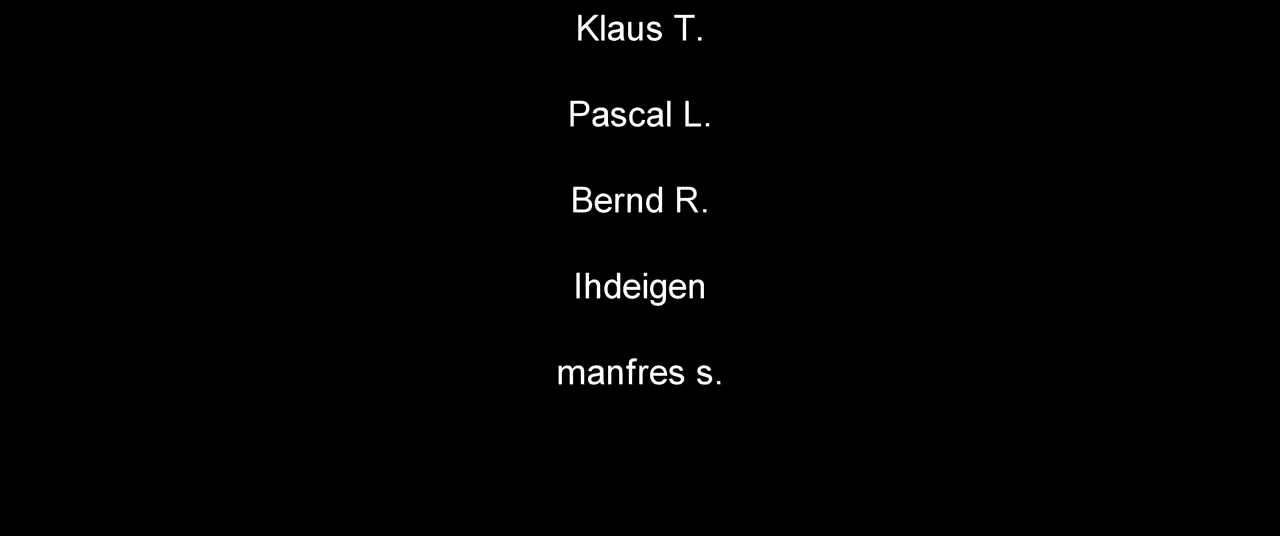 Klaus T.
Pascal L.
Bernd R.
Ihdeigen
manfres s.